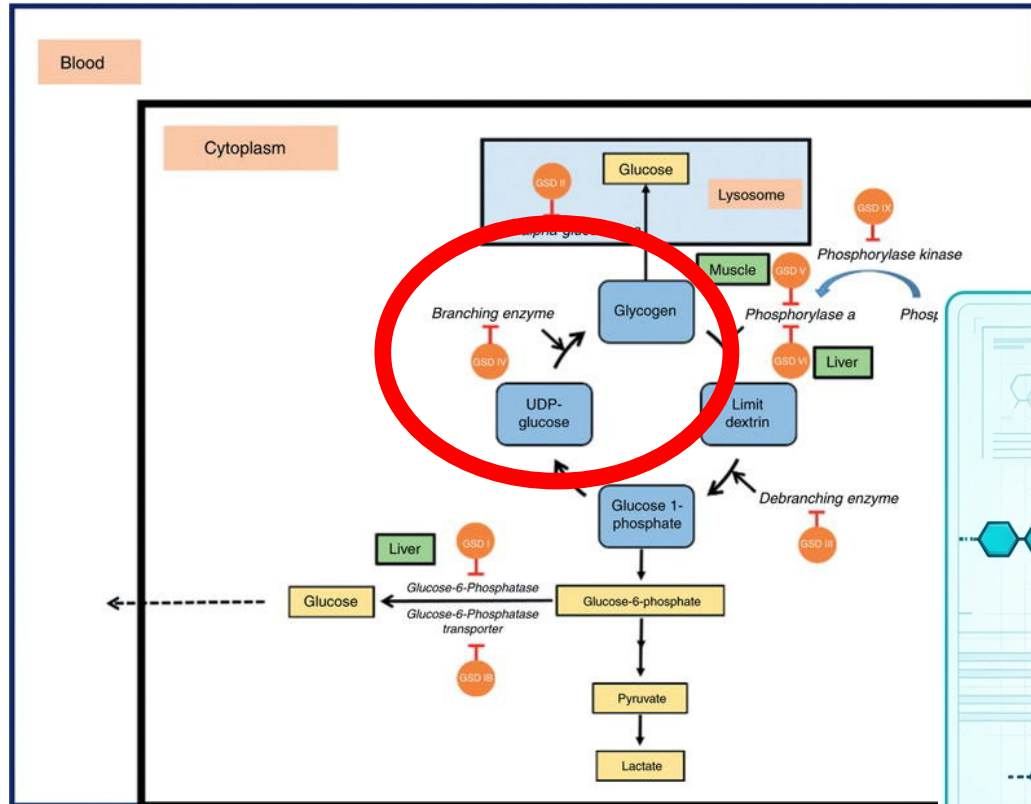 Blood
Cytoplasm
Glucose
GSD II
Lysosome
GSD IX
Phosphorylase kinase
Muscle
GSD V
Glycogen
Branching enzyme
Phosphorylase a
GSD IV
GSD VI
Liver
UDP-
glucose
Limit
dextrin
Glucose 1-
phosphate
Debranching enzyme
GSD III
Liver
GSD I
Glucose-6-Phosphatase
Glucose
Glucose-6-phosphate
Glucose-6-Phosphatase
transporter
GSD IB
Pyruvate
Lactate